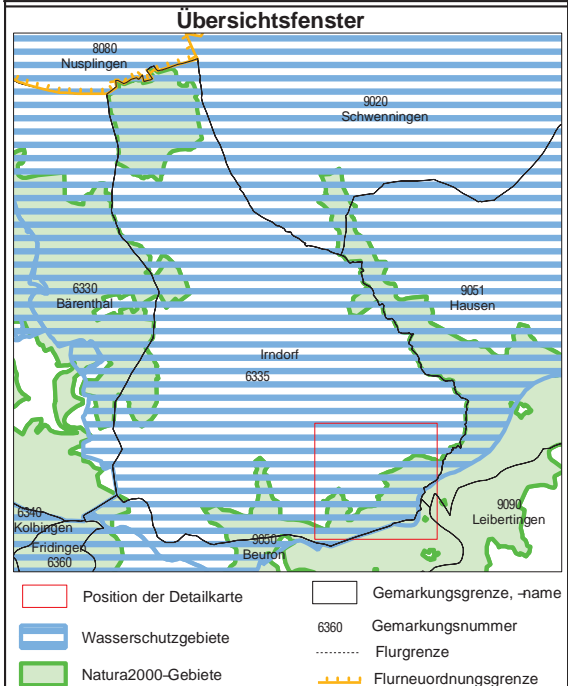 Übersichtsfenster
8080
Nusplingen
9020
Schwenningen
6330
Bärenthal
9051
Hausen
Irndorf
6335
6340
Kolbingen
Fridingen
6360
9050
Beuron
9090
Leibertingen
Position der Detailkarte
Wasserschutzgebiete
Natura2000-Gebiete
Gemarkungsgrenze, -name
6360 Gemarkungsnummer
Flurgrenze
Flurneuordnungsgrenze